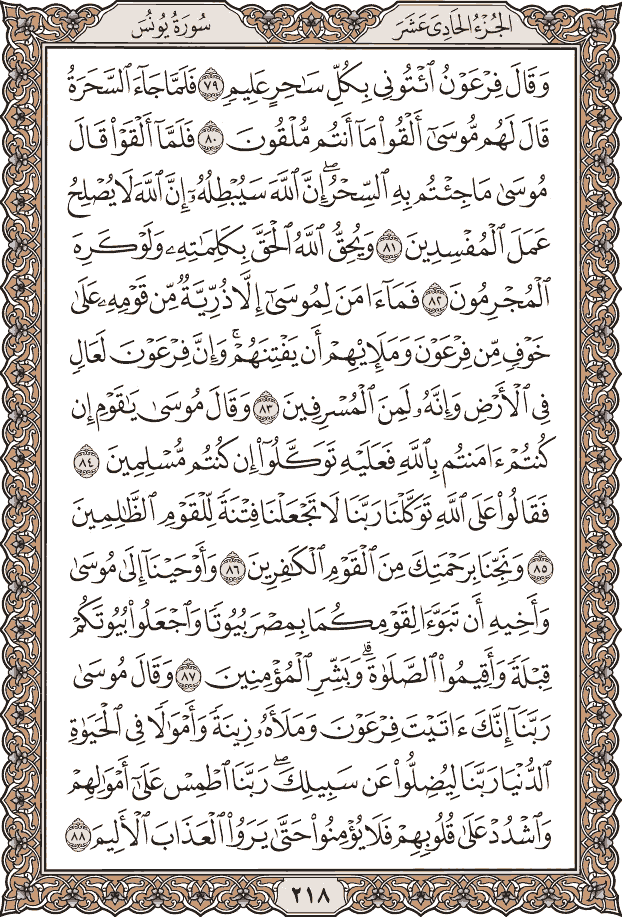 الجُزْءُ الحَادِى عَشَرَ
سُورَةُ يُونُسَ
وَقَالَ فِرْعَوْنُ ٱئْتُونِى بِكُلِّ سَٰحِرٍ عَلِيمٍ ٧٩ فَلَمَّا جَآءَ ٱلسَّحَرَةُ
قَالَ لَهُم مُّوسَىٰٓ أَلْقُوا۟ مَآ أَنتُم مُّلْقُونَ ٨٠ فَلَمَّآ أَلْقَوْا۟ قَالَ
مُوسَىٰ مَا جِئْتُم بِهِ ٱلسِّحْرُۖ إِنَّ ٱللَّهَ سَيُبْطِلُهُۥٓ إِنَّ ٱللَّهَ لَا يُصْلِحُ
عَمَلَ ٱلْمُفْسِدِينَ ٨١ وَيُحِقُّ ٱللَّهُ ٱلْحَقَّ بِكَلِمَٰتِهِۦ وَلَوْ كَرِهَ
ٱلْمُجْرِمُونَ ٨٢ فَمَآ ءَامَنَ لِمُوسَىٰٓ إِلَّا ذُرِّيَّةٌ مِّن قَوْمِهِۦ عَلَىٰ
خَوْفٍ مِّن فِرْعَوْنَ وَمَلَإِي۟هِمْ أَن يَفْتِنَهُمْۚ وَإِنَّ فِرْعَوْنَ لَعَالٍ
فِى ٱلْأَرْضِ وَإِنَّهُۥ لَمِنَ ٱلْمُسْرِفِينَ ٨٣ وَقَالَ مُوسَىٰ يَٰقَوْمِ إِن
كُنتُمْ ءَامَنتُم بِٱللَّهِ فَعَلَيْهِ تَوَكَّلُوٓا۟ إِن كُنتُم مُّسْلِمِينَ ٨٤
فَقَالُوا۟ عَلَى ٱللَّهِ تَوَكَّلْنَا رَبَّنَا لَا تَجْعَلْنَا فِتْنَةً لِّلْقَوْمِ ٱلظَّٰلِمِينَ
٨٥ وَنَجِّنَا بِرَحْمَتِكَ مِنَ ٱلْقَوْمِ ٱلْكَٰفِرِينَ ٨٦ وَأَوْحَيْنَآ إِلَىٰ مُوسَىٰ
وَأَخِيهِ أَن تَبَوَّءَا لِقَوْمِكُمَا بِمِصْرَ بُيُوتًا وَٱجْعَلُوا۟ بُيُوتَكُمْ
قِبْلَةً وَأَقِيمُوا۟ ٱلصَّلَوٰةَۗ وَبَشِّرِ ٱلْمُؤْمِنِينَ ٨٧ وَقَالَ مُوسَىٰ
رَبَّنَآ إِنَّكَ ءَاتَيْتَ فِرْعَوْنَ وَمَلَأَهُۥ زِينَةً وَأَمْوَٰلًا فِى ٱلْحَيَوٰةِ
ٱلدُّنْيَا رَبَّنَا لِيُضِلُّوا۟ عَن سَبِيلِكَۖ رَبَّنَا ٱطْمِسْ عَلَىٰٓ أَمْوَٰلِهِمْ
وَٱشْدُدْ عَلَىٰ قُلُوبِهِمْ فَلَا يُؤْمِنُوا۟ حَتَّىٰ يَرَوُا۟ ٱلْعَذَابَ ٱلْأَلِيمَ ٨٨
٢١٨